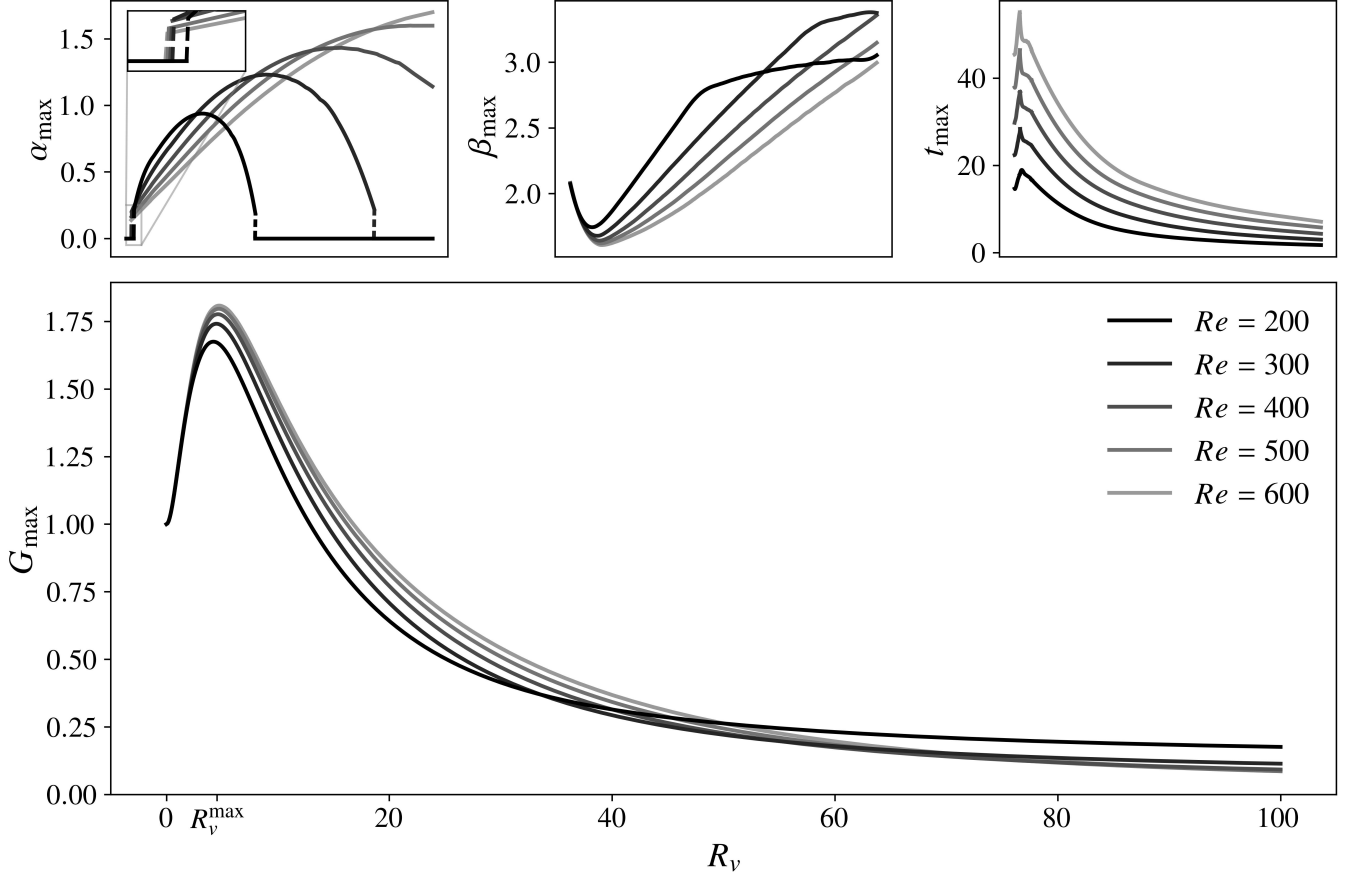 α_max
1.5
1.0
0.5
0.0
β_max
3.0
2.5
2.0
t_max
40
20
0
G_max
1.75
1.50
1.25
1.00
0.75
0.50
0.25
0.00
Re = 200
Re = 300
Re = 400
Re = 500
Re = 600
0 R_v^max 20 40 60 80 100
R_v